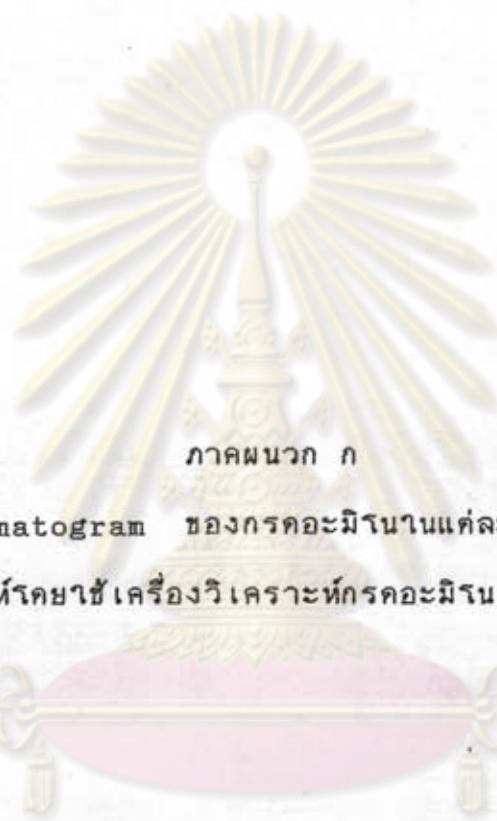 ภาคผนวก ก
matogram ของกรดอะมิโนในแต่ละ
ห์โดยใช้เครื่องวิเคราะห์กรดอะมิโน